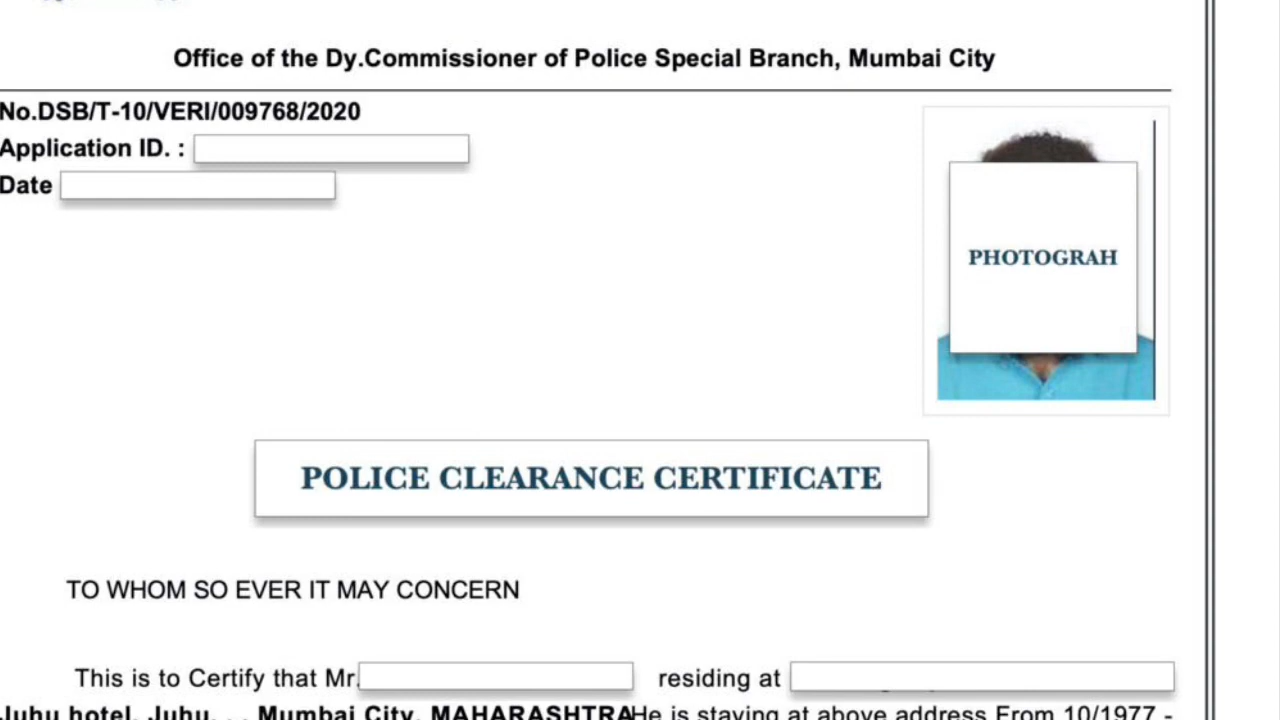 Office of the Dy.Commissioner of Police Special Branch, Mumbai City
No.DSB/T-10/VERI/009768/2020
Application ID. :
Date
PHOTOGRAH
POLICE CLEARANCE CERTIFICATE
TO WHOM SO EVER IT MAY CONCERN
This is to Certify that Mr. residing at
Juhu hotel, Juhu, , , Mumbai City, MAHARASHTRA He is staying at above address From 10/1977 -